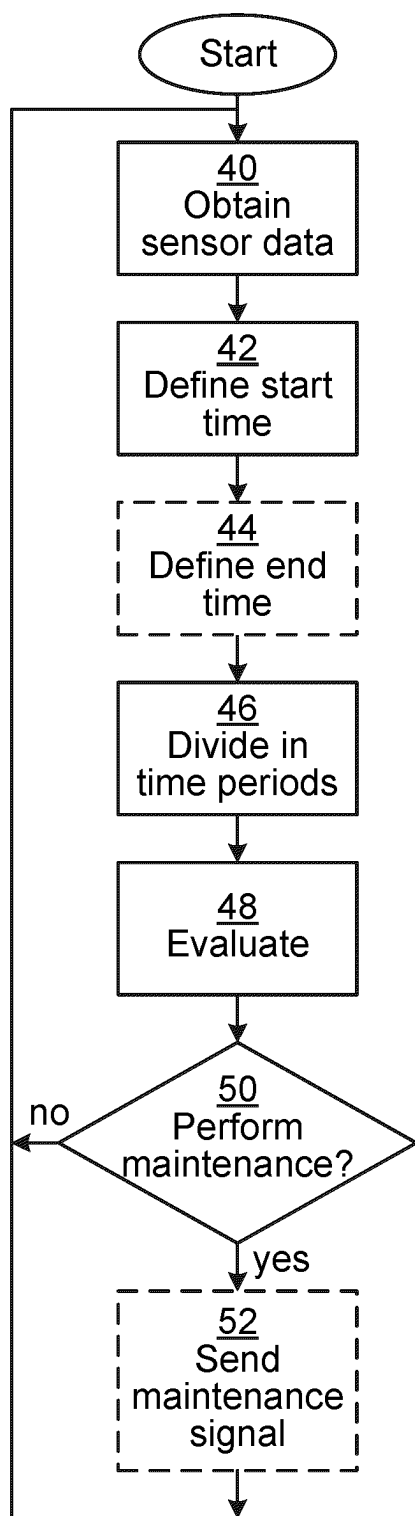 Start
40
Obtain
sensor data
42
Define start
time
44
Define end
time
46
Divide in
time periods
48
Evaluate
50
Perform
maintenance?
no
yes
52
Send
maintenance
signal